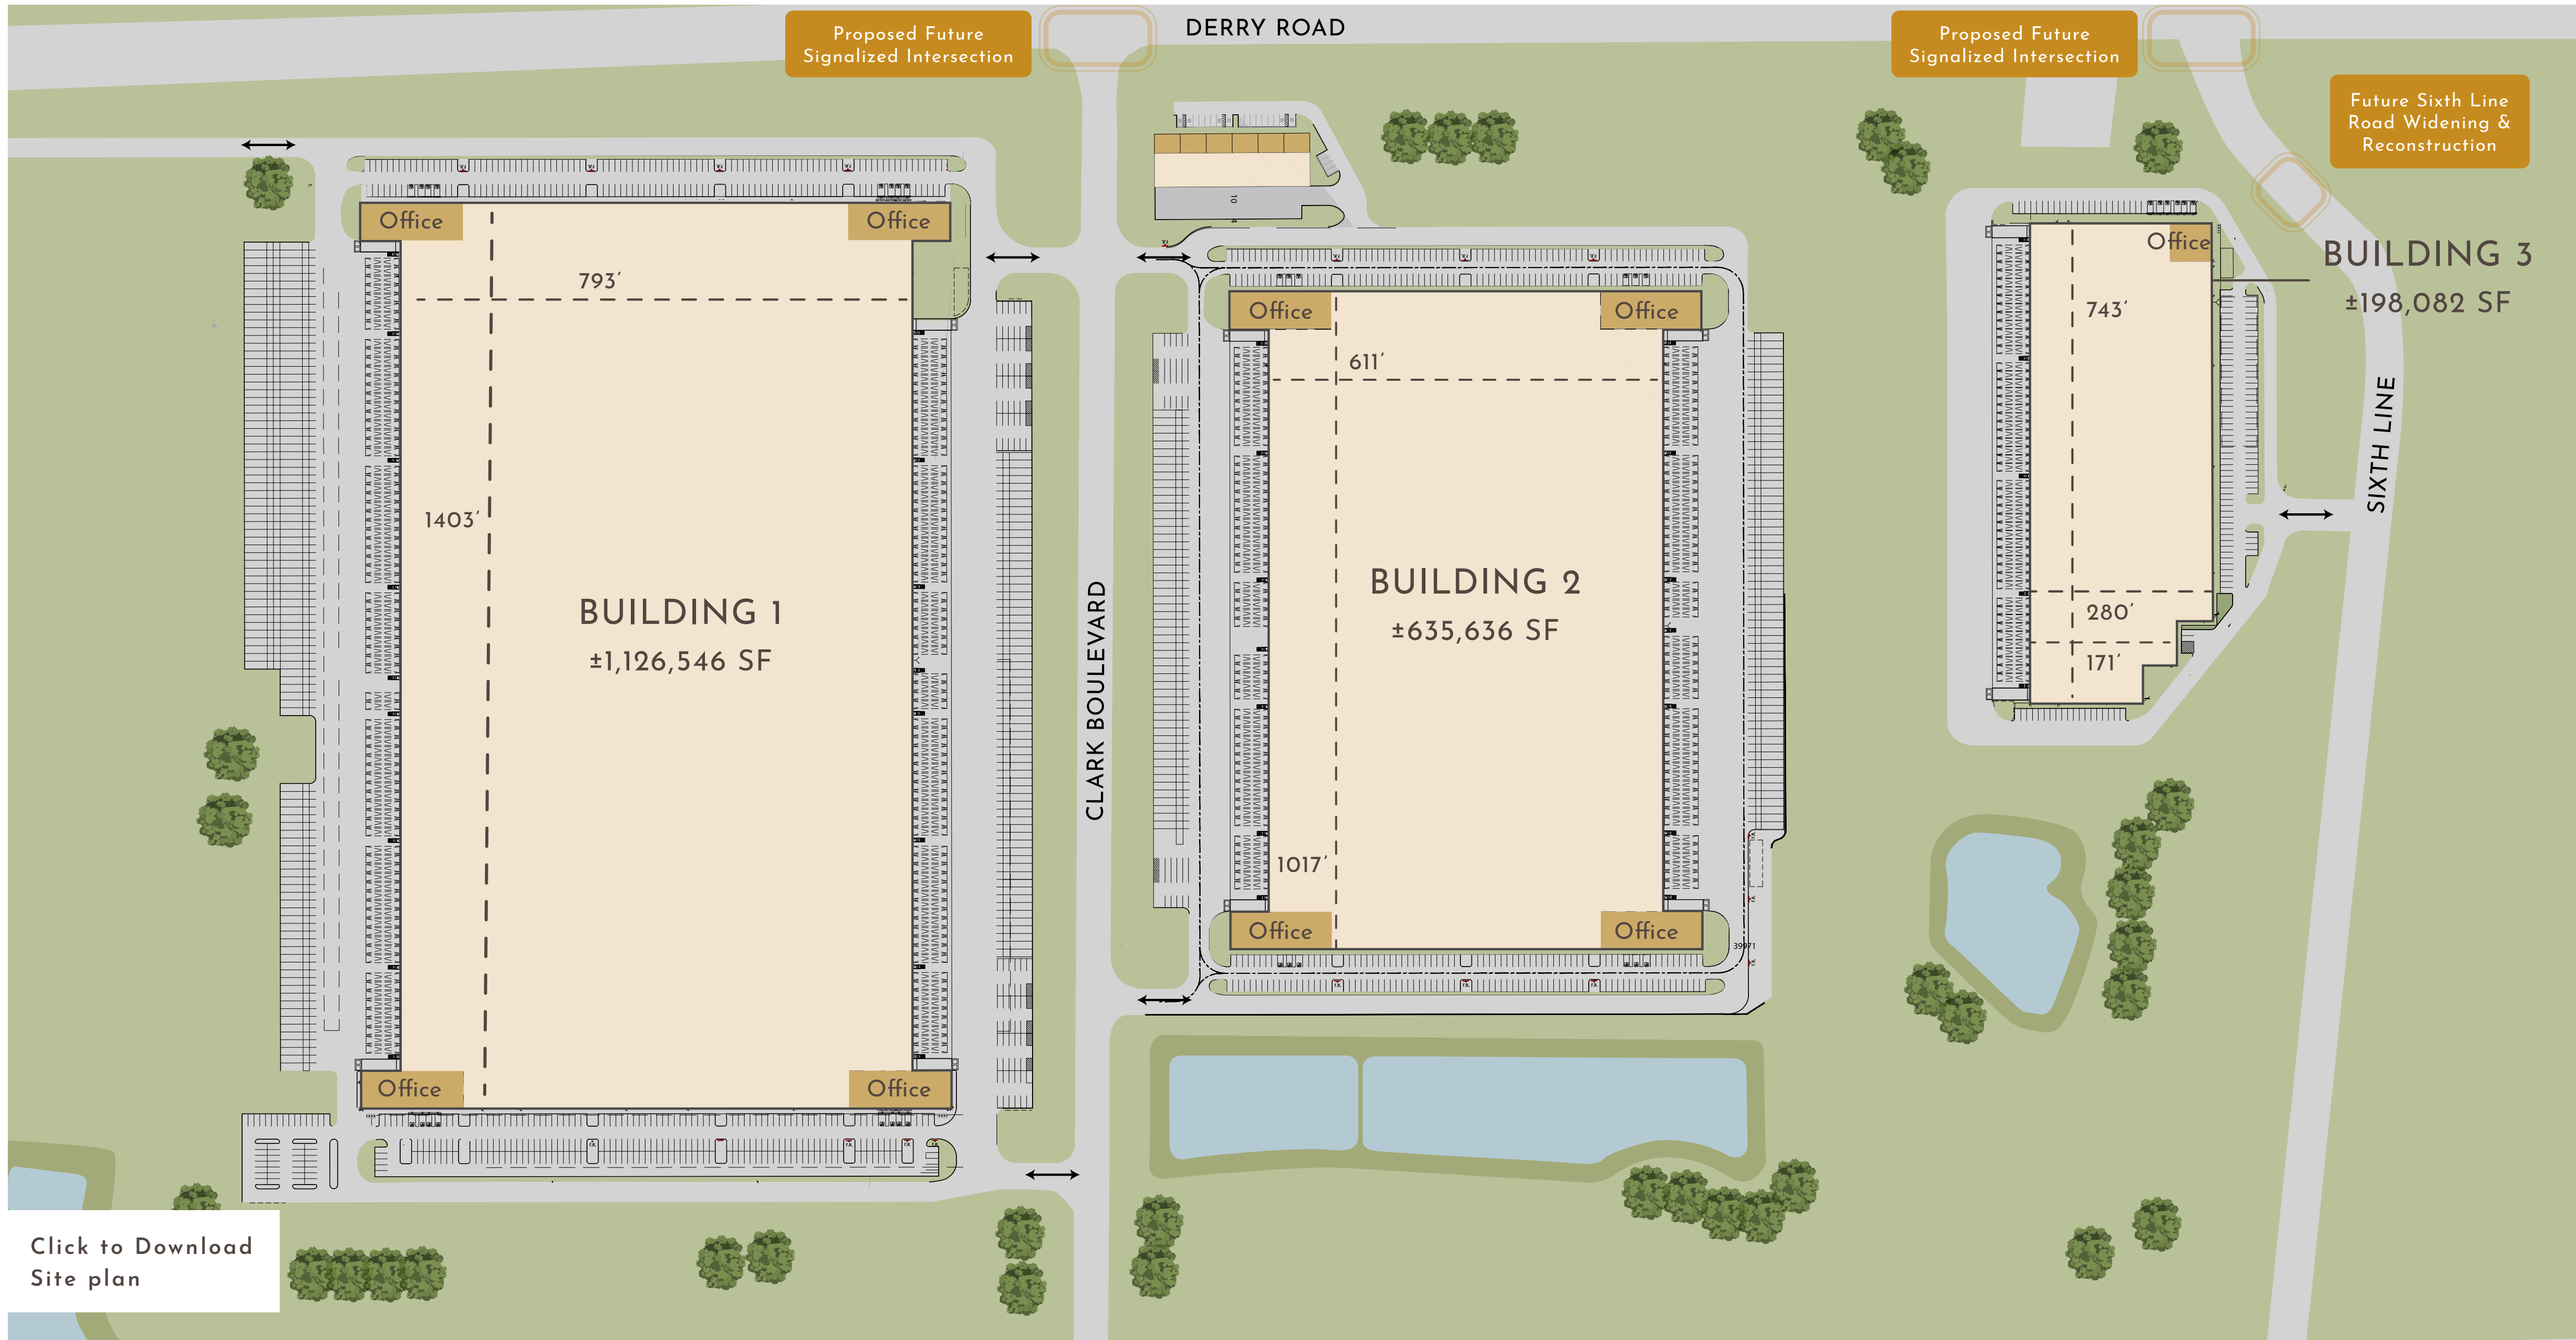 Proposed Future
Signalized Intersection
DERRY ROAD
Proposed Future
Signalized Intersection
Future Sixth Line
Road Widening &
Reconstruction
Office
Office
793′
1403′
BUILDING 1
±1,126,546 SF
Office
Office
CLARK BOULEVARD
10
Office
Office
611′
BUILDING 2
±635,636 SF
1017′
Office
Office
39971
Office
BUILDING 3
±198,082 SF
743′
280′
171′
SIXTH LINE
Click to Download
Site plan